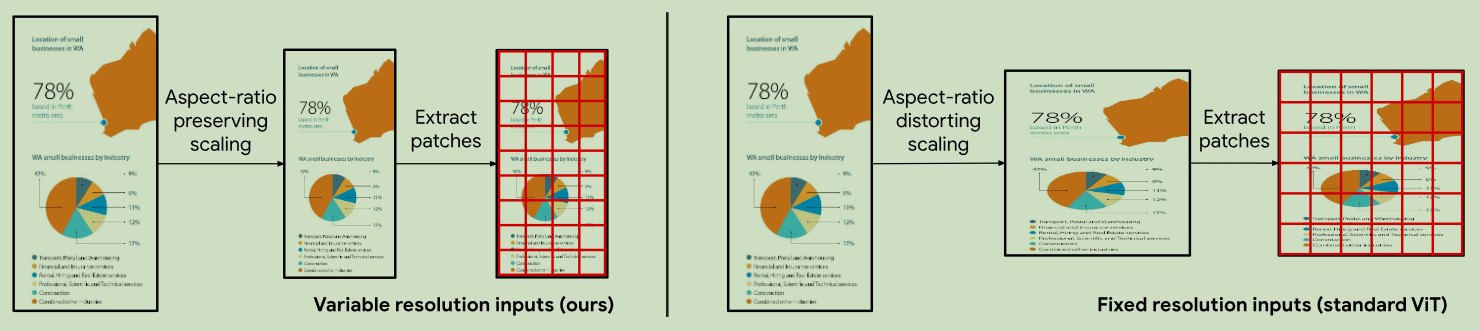 Location of small
businesses in WA
78%
based in Perth
metro area
WA small businesses by industry
43%
9%
9%
11%
12%
17%
Transport, Postal and Warehousing
Financial and Insurance services
Rental, Hiring and Real Estate services
Professional, Scientific and Technical services
Construction
Combined other industries
Aspect-ratio
preserving
scaling
Location of small
businesses in WA
78%
based in Perth
metro area
WA small businesses by industry
43%
9%
9%
11%
12%
17%
Transport, Postal and Warehousing
Financial and Insurance services
Rental, Hiring and Real Estate services
Professional, Scientific and Technical services
Construction
Combined other industries
Extract
patches
Location of small
businesses in WA
78%
based in Perth
metro area
WA small businesses by industry
9%
9%
11%
12%
17%
Transport, Postal and Warehousing
Financial and Insurance services
Rental, Hiring and Real Estate services
Professional, Scientific and Technical services
Construction
Combined other industries
Variable resolution inputs (ours)
Location of small
businesses in WA
78%
based in Perth
metro area
WA small businesses by industry
43%
9%
9%
11%
12%
17%
Transport, Postal and Warehousing
Financial and Insurance services
Rental, Hiring and Real Estate services
Professional, Scientific and Technical services
Construction
Combined other industries
Aspect-ratio
distorting
scaling
Location of small
businesses in WA
78%
based in Perth
metro area
WA small businesses by industry
43%
9%
9%
11%
12%
17%
Transport, Postal and Warehousing
Financial and Insurance services
Rental, Hiring and Real Estate services
Professional, Scientific and Technical services
Construction
Combined other industries
Extract
patches
Location of small
businesses in WA
78%
based in Perth
WA small businesses by industry
43%
9%
9%
11%
12%
17%
Transport, Postal and Warehousing
Rental, Hiring and Real Estate services
Professional, Scientific and Technical services
Construction
Combined other industries
Fixed resolution inputs (standard ViT)